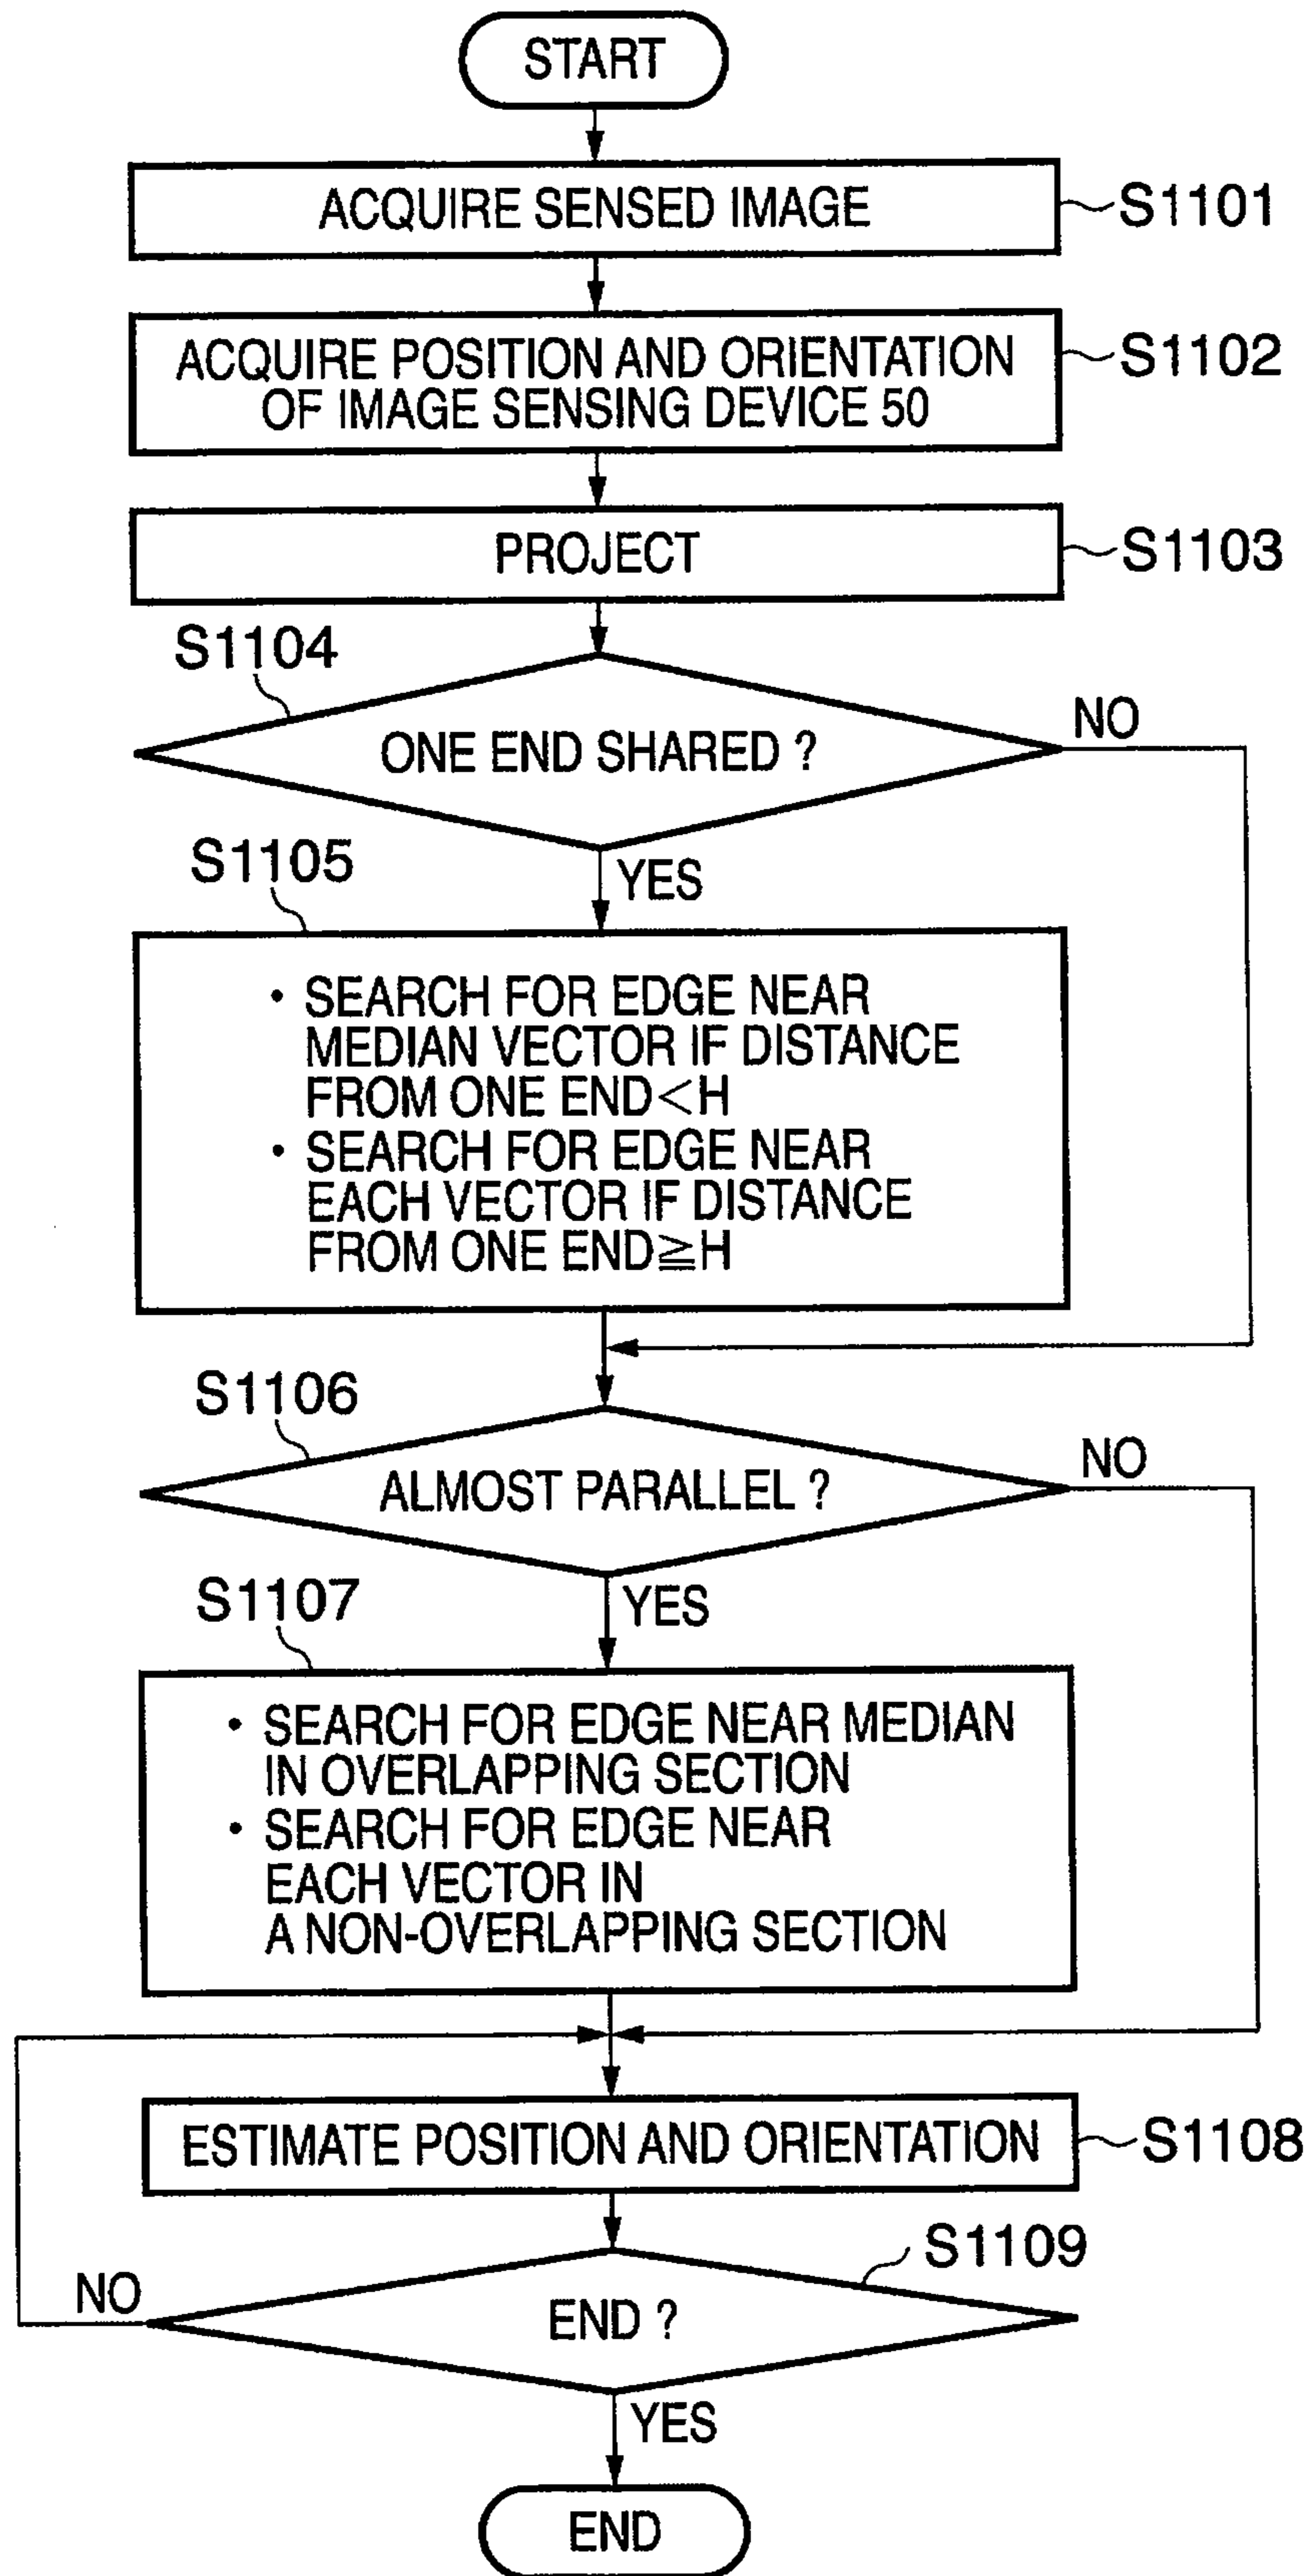 START
ACQUIRE SENSED IMAGE
S1101
ACQUIRE POSITION AND ORIENTATION
OF IMAGE SENSING DEVICE 50
S1102
PROJECT
S1103
S1104
ONE END SHARED ?
NO
YES
S1105
• SEARCH FOR EDGE NEAR
MEDIAN VECTOR IF DISTANCE
FROM ONE END<H
• SEARCH FOR EDGE NEAR
EACH VECTOR IF DISTANCE
FROM ONE END≧H
S1106
ALMOST PARALLEL ?
NO
YES
S1107
• SEARCH FOR EDGE NEAR MEDIAN
IN OVERLAPPING SECTION
• SEARCH FOR EDGE NEAR
EACH VECTOR IN
A NON-OVERLAPPING SECTION
ESTIMATE POSITION AND ORIENTATION
S1108
S1109
END ?
NO
YES
END